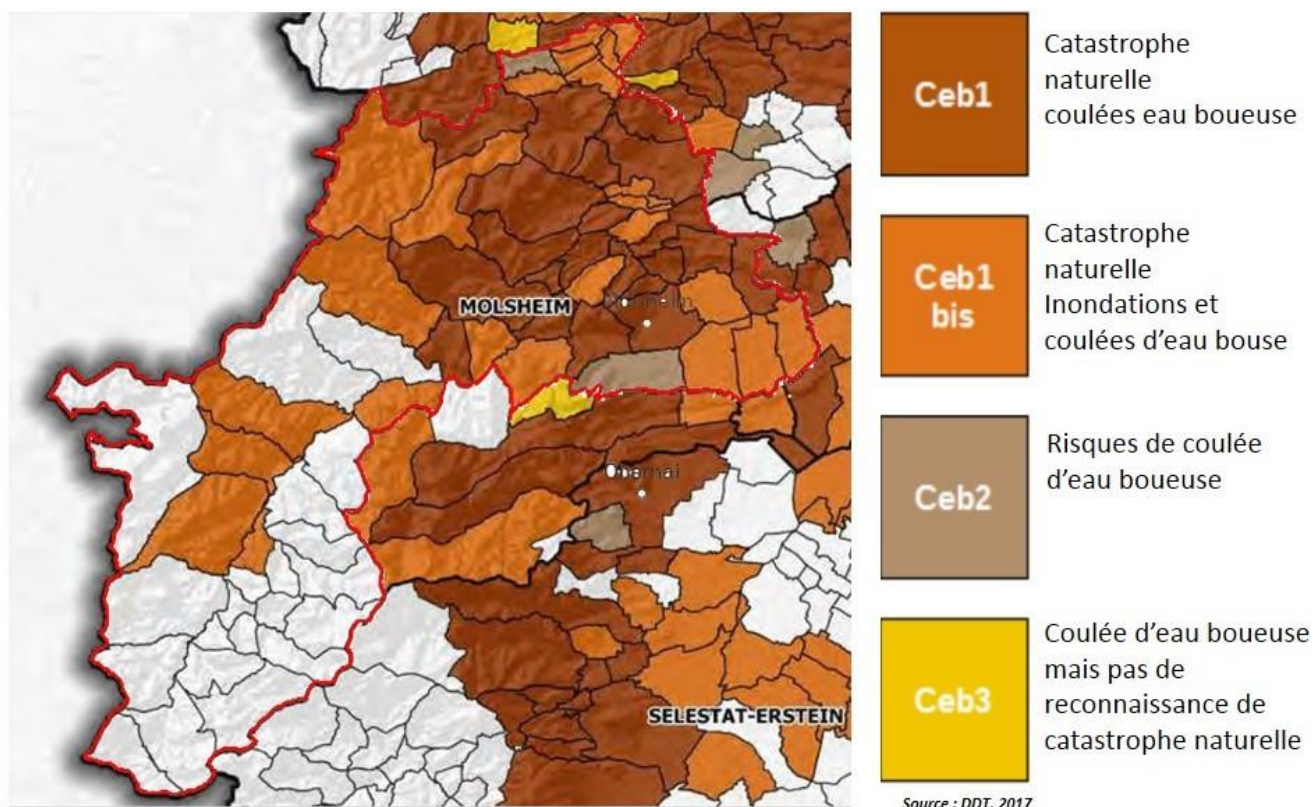 MOLSHEIM
Obernai
SELESTAT-ERSTEIN
Ceb1
Catastrophe
naturelle
coulées eau boueuse
Ceb1
bis
Catastrophe
naturelle
Inondations et
coulées d'eau bouse
Ceb2
Risques de coulée
d'eau boueuse
Ceb3
Coulée d'eau boueuse
mais pas de
reconnaissance de
catastrophe naturelle
Source : DDT, 2017